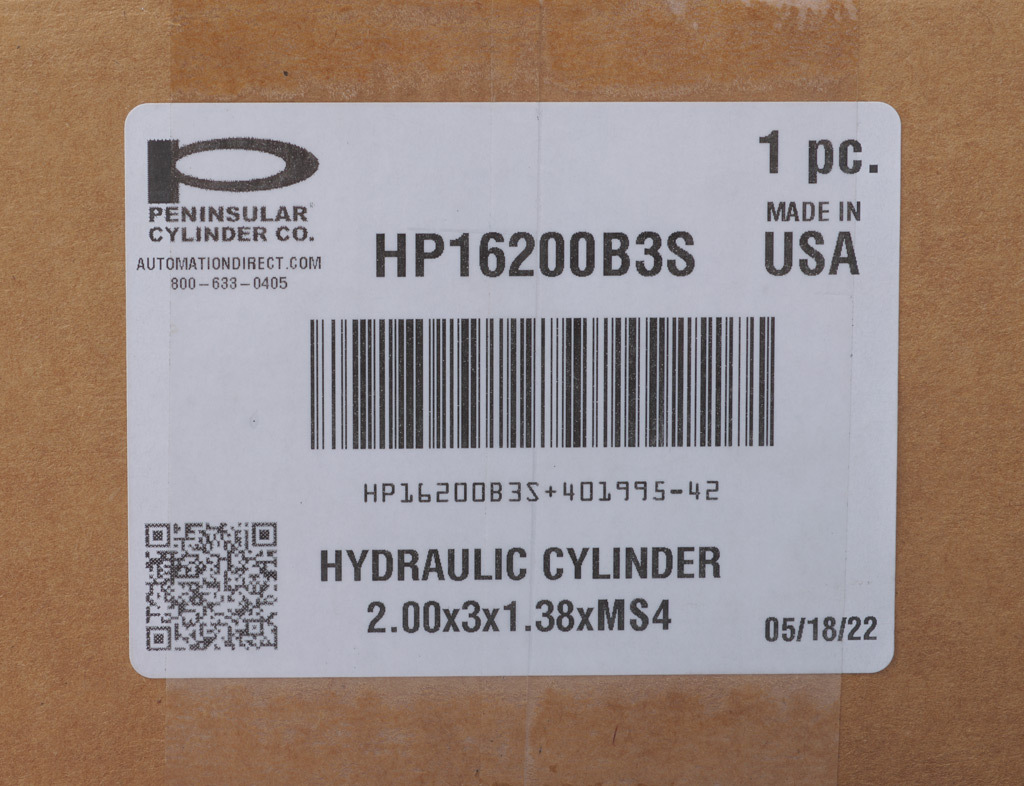 PENINSULAR
CYLINDER CO.
AUTOMATIONDIRECT.COM
800-633-0405
HP16200B3S
1 pc.
MADE IN
USA
HP16200B3S+401995-42
HYDRAULIC CYLINDER
2.00x3x1.38xMS4
05/18/22